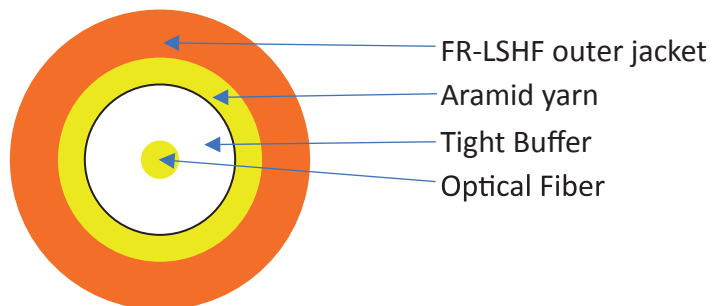 FR-LSHF outer jacket
Aramid yarn
Tight Buffer
Optical Fiber